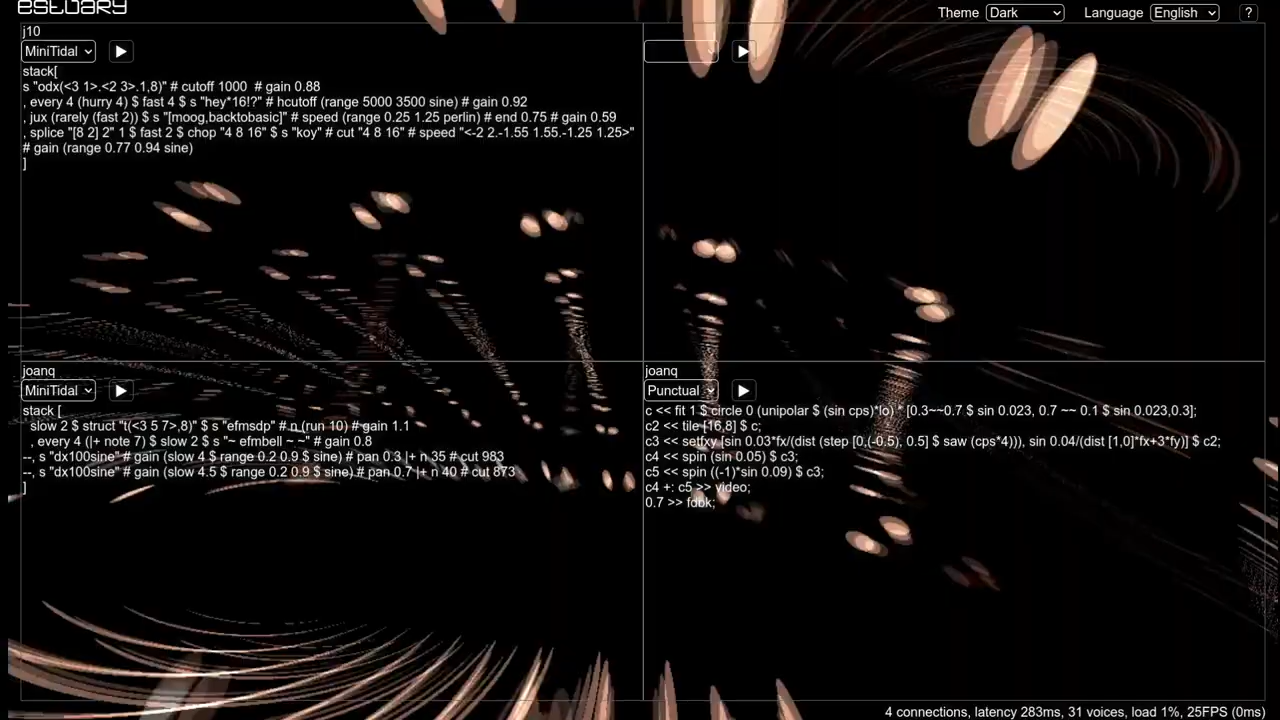 estuary
Theme Dark Language English ?
j10
MiniTidal
stack[
s "odx(<3 1>.<2 3>.1,8)" # cutoff 1000  # gain 0.88
, every 4 (hurry 4) $ fast 4 $ s "hey*16!?" # hcutoff (range 5000 3500 sine) # gain 0.92
, jux (rarely (fast 2)) $ s "[moog,backtobasic]" # speed (range 0.25 1.25 perlin) # end 0.75 # gain 0.59
, splice "[8 2] 2" 1 $ fast 2 $ chop "4 8 16" $ s "koy" # cut "4 8 16" # speed "<-2 2.-1.55 1.55.-1.25 1.25>"
# gain (range 0.77 0.94 sine)
]
joanq
MiniTidal
stack [
slow 2 $ struct "t(<3 5 7>,8)" $ s "efmsdp" # n (run 10) # gain 1.1
, every 4 (|+ note 7) $ slow 2 $ s "~ efmbell ~ ~" # gain 0.8
--, s "dx100sine" # gain (slow 4 $ range 0.2 0.9 $ sine) # pan 0.3 |+ n 35 # cut 983
--, s "dx100sine" # gain (slow 4.5 $ range 0.2 0.9 $ sine) # pan 0.7 |+ n 40 # cut 873
]
joanq
Punctual
c << fit 1 $ circle 0 (unipolar $ (sin cps)*lo) * [0.3~~0.7 $ sin 0.023, 0.7 ~~ 0.1 $ sin 0.023,0.3];
c2 << tile [16,8] $ c;
c3 << setfxy [sin 0.03*fx/(dist (step [0,(-0.5), 0.5] $ saw (cps*4))), sin 0.04/(dist [1,0]*fx+3*fy)] $ c2;
c4 << spin (sin 0.05) $ c3;
c5 << spin ((-1)*sin 0.09) $ c3;
c4 +: c5 >> video;
0.7 >> fdbk;
4 connections, latency 283ms, 31 voices, load 1%, 25FPS (0ms)